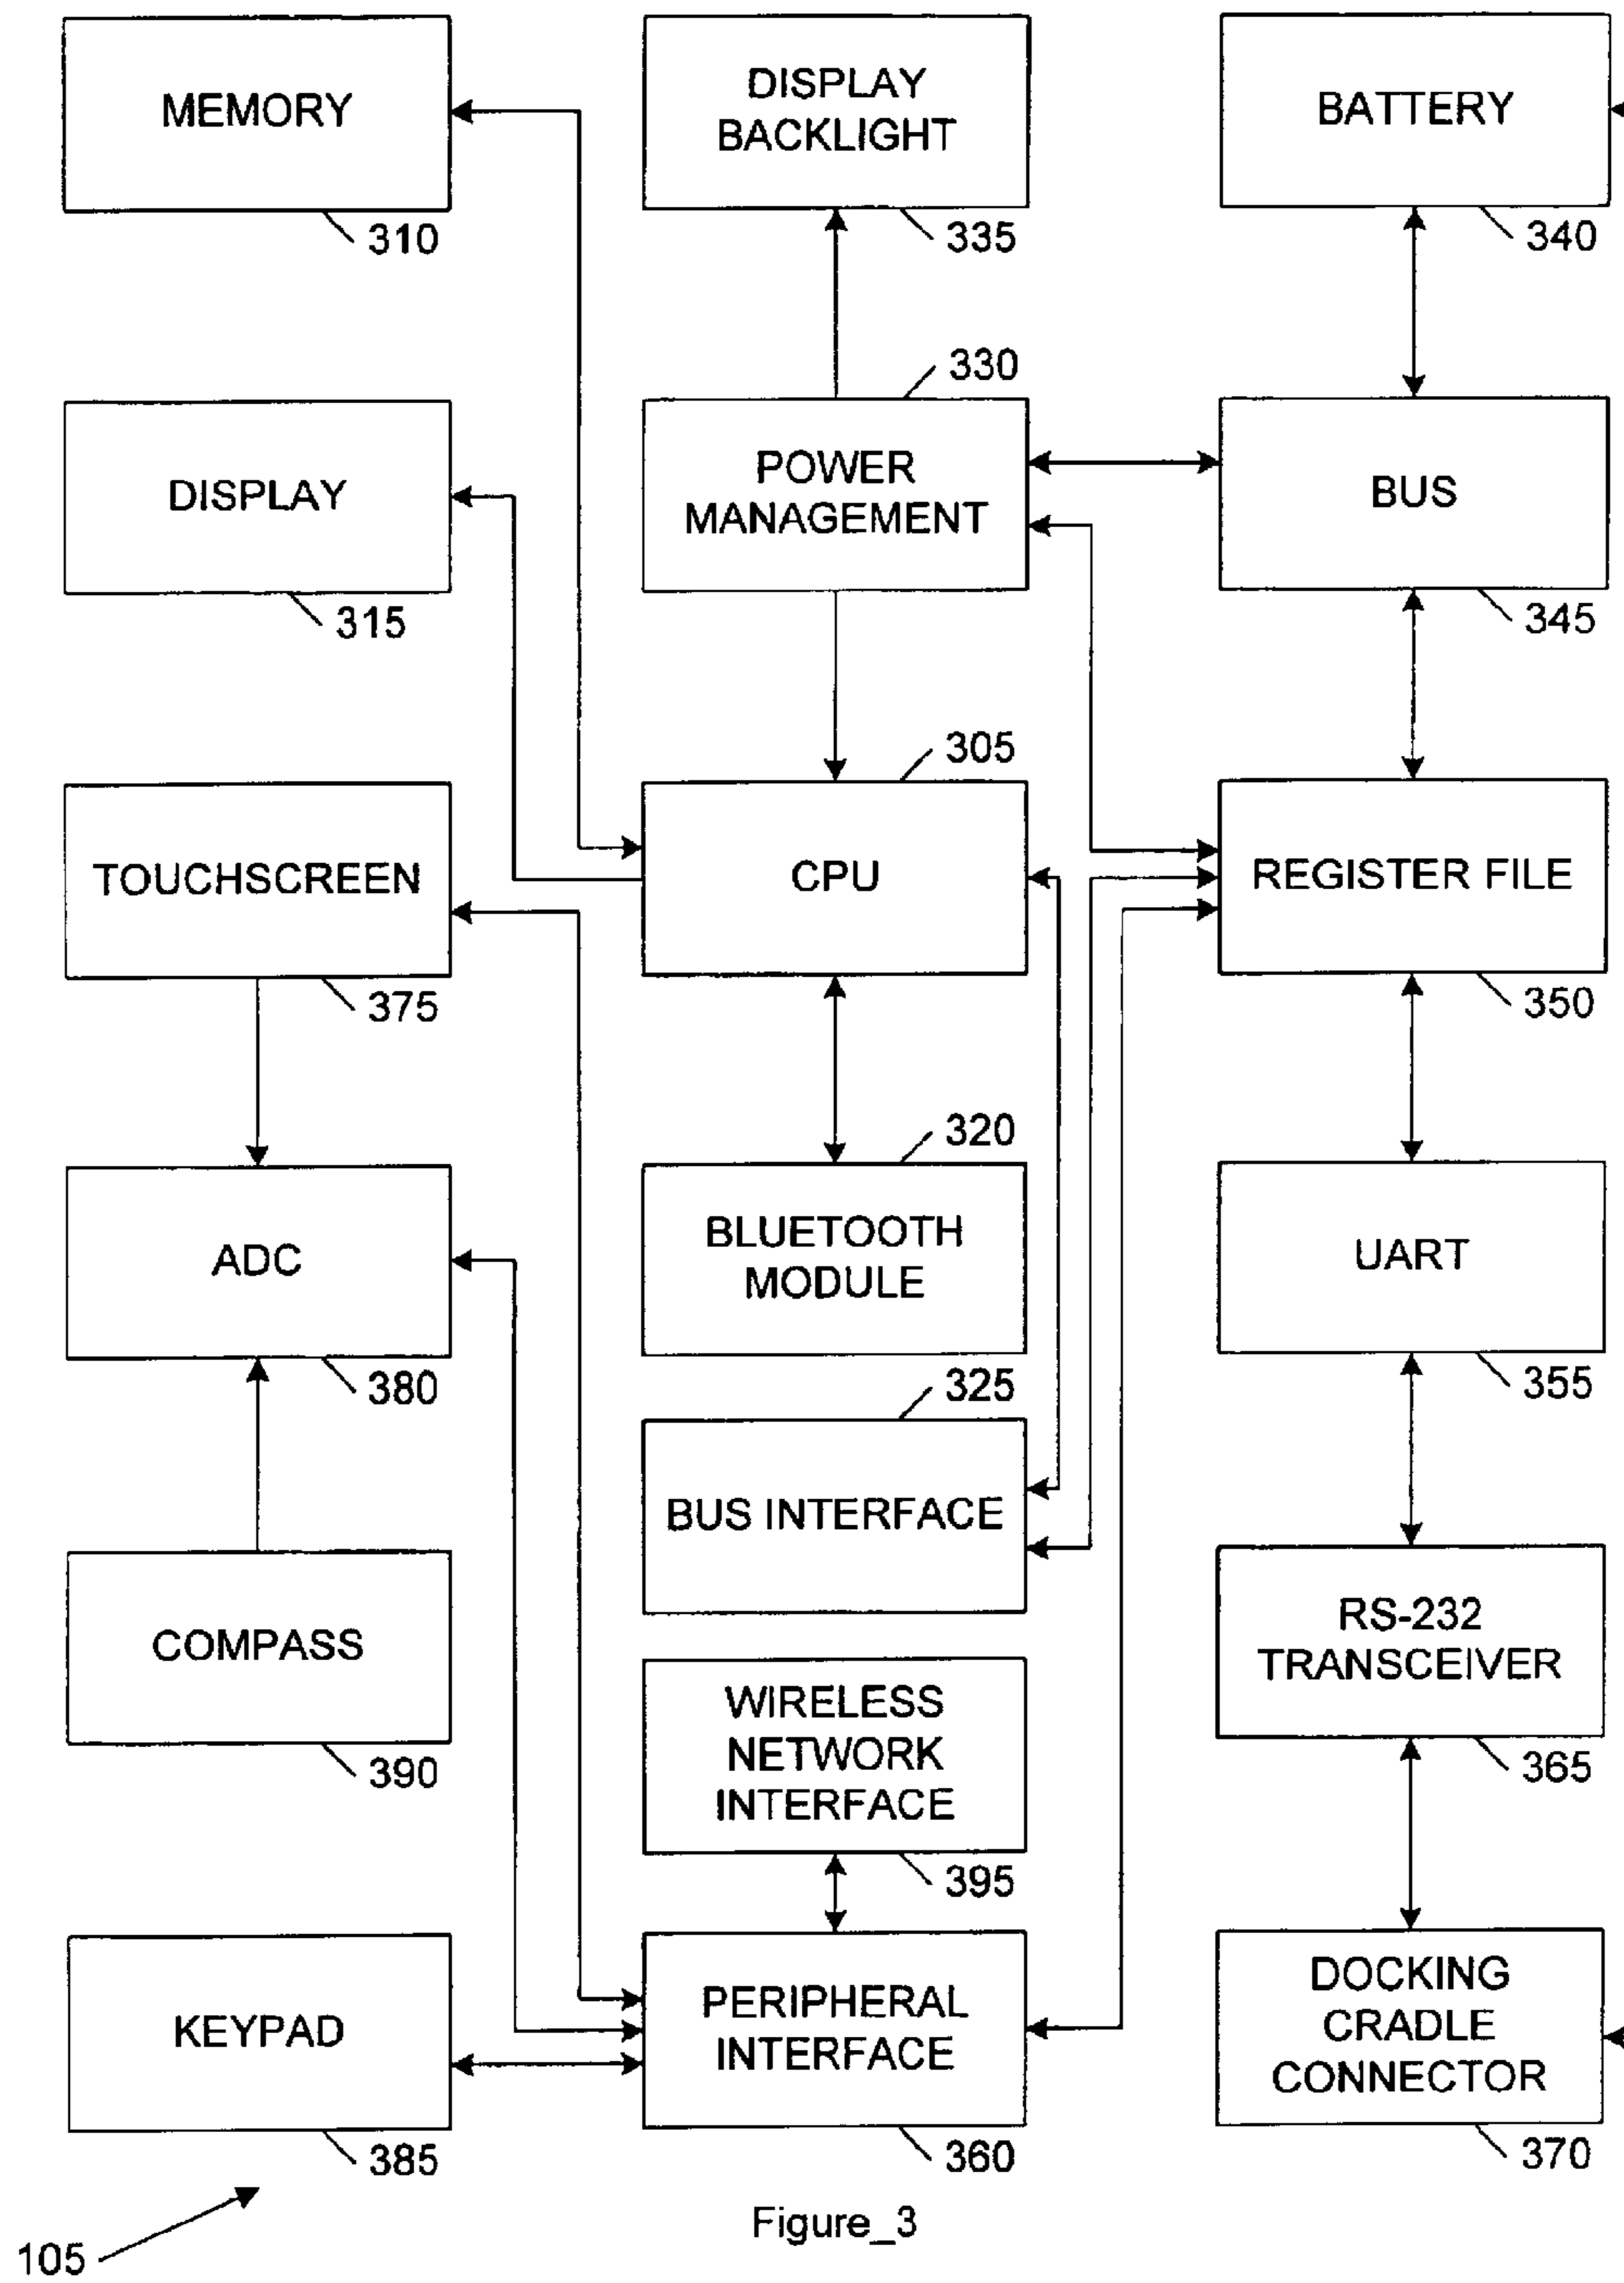 MEMORY
310
DISPLAY
BACKLIGHT
335
BATTERY
340
DISPLAY
315
330
POWER
MANAGEMENT
BUS
345
TOUCHSCREEN
375
305
CPU
REGISTER FILE
350
ADC
380
320
BLUETOOTH
MODULE
UART
355
325
BUS INTERFACE
COMPASS
390
WIRELESS
NETWORK
INTERFACE
395
RS-232
TRANSCEIVER
365
KEYPAD
385
PERIPHERAL
INTERFACE
360
DOCKING
CRADLE
CONNECTOR
370
105
Figure_3